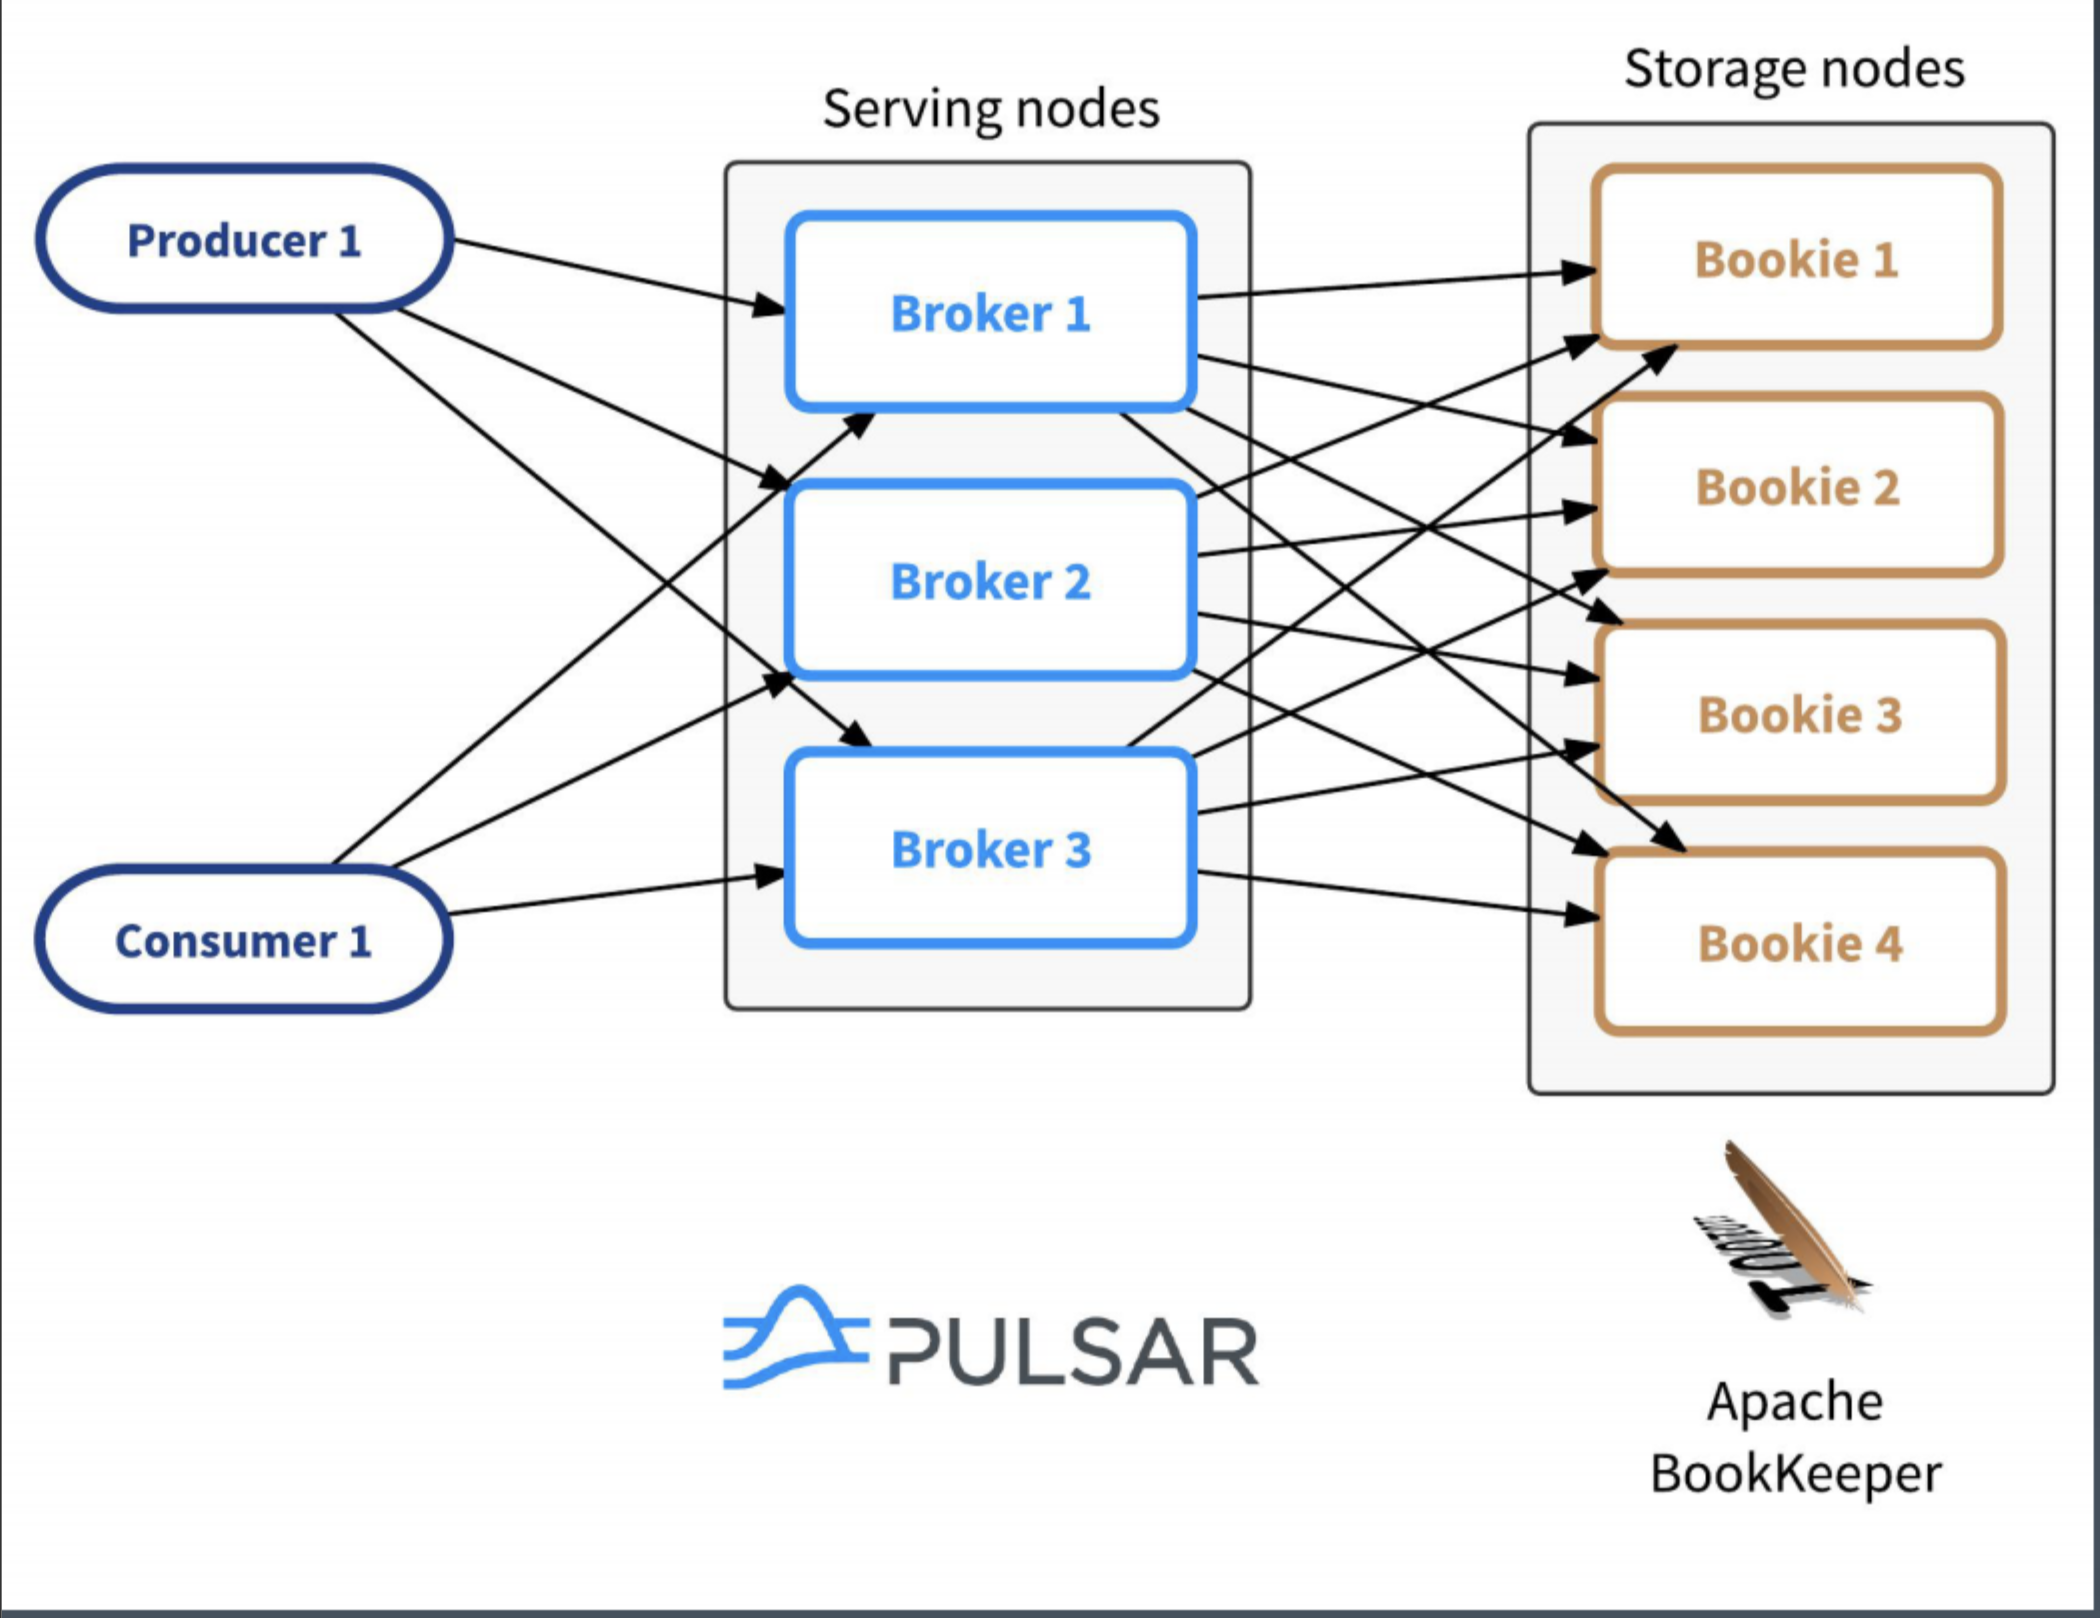 Storage nodes
Serving nodes
Producer 1
Consumer 1
Broker 1
Broker 2
Broker 3
Bookie 1
Bookie 2
Bookie 3
Bookie 4
PULSAR
Apache
BookKeeper